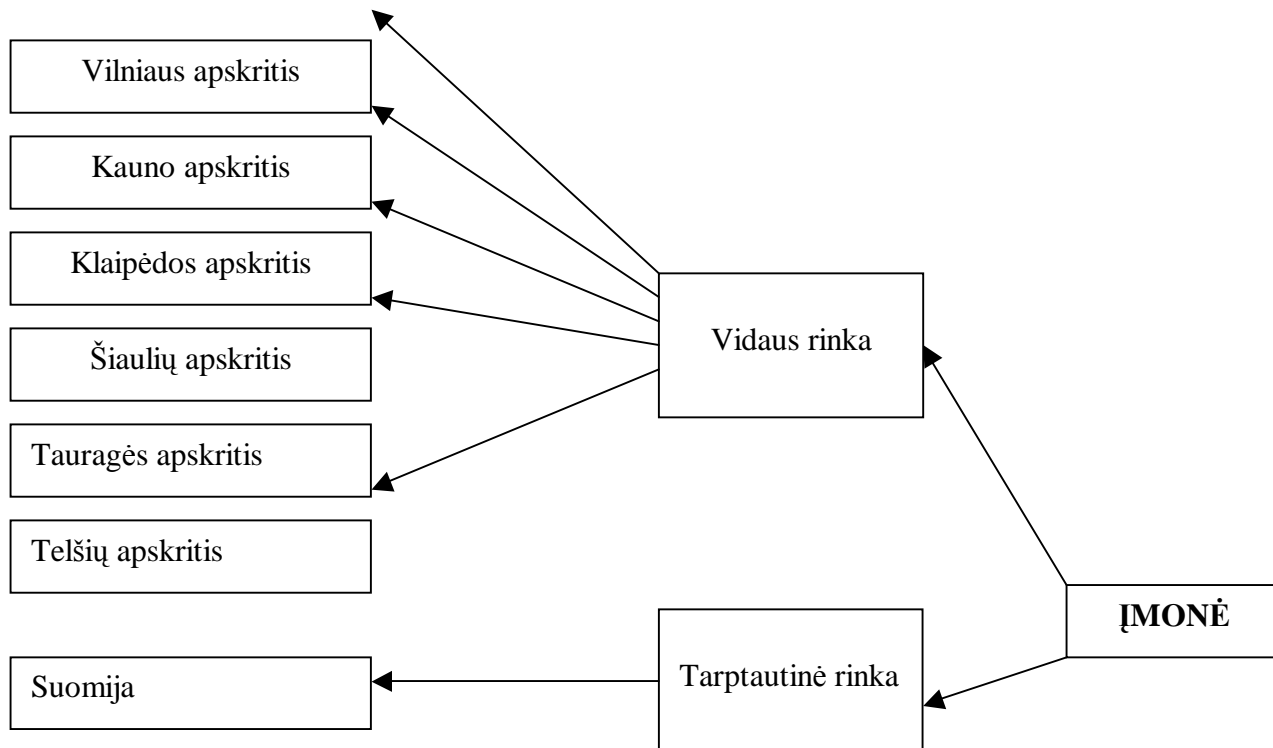 Vilniaus apskritis
Kauno apskritis
Klaipėdos apskritis
Šiaulių apskritis
Tauragės apskritis
Telšių apskritis
Suomija
Vidaus rinka
Tarptautinė rinka
ĮMONĖ